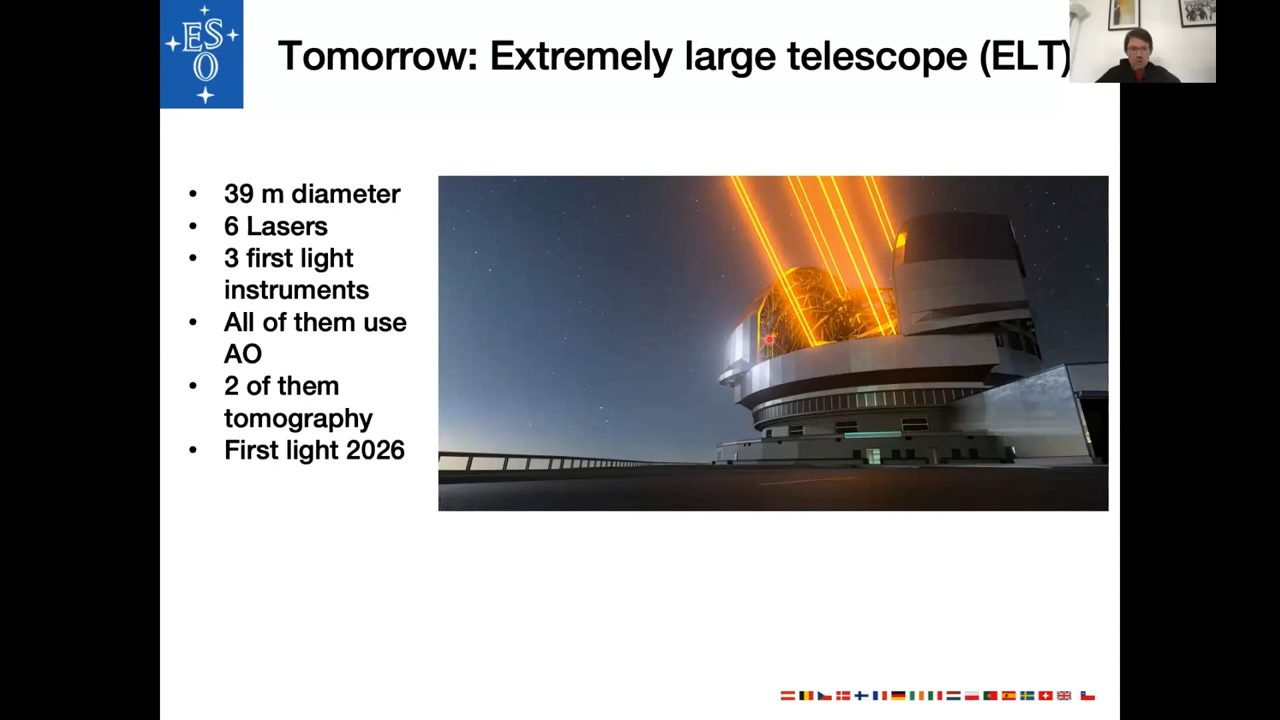 ES
O
Tomorrow: Extremely large telescope (ELT)
• 39 m diameter
• 6 Lasers
• 3 first light
instruments
• All of them use
AO
• 2 of them
tomography
• First light 2026